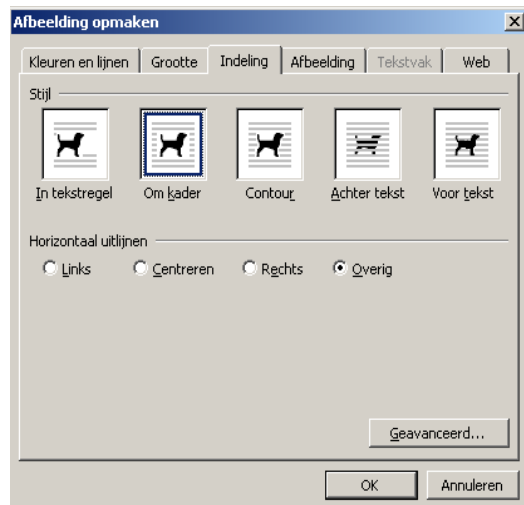 Afbeelding opmaken
Kleuren en lijnen Grootte Indeling Afbeelding Tekstvak Web
Stijl
In tekstregel Om kader Contour Achter tekst Voor tekst
Horizontaal uitlijnen
Links Centreren Rechts Overig
Geavanceerd...
OK Annuleren